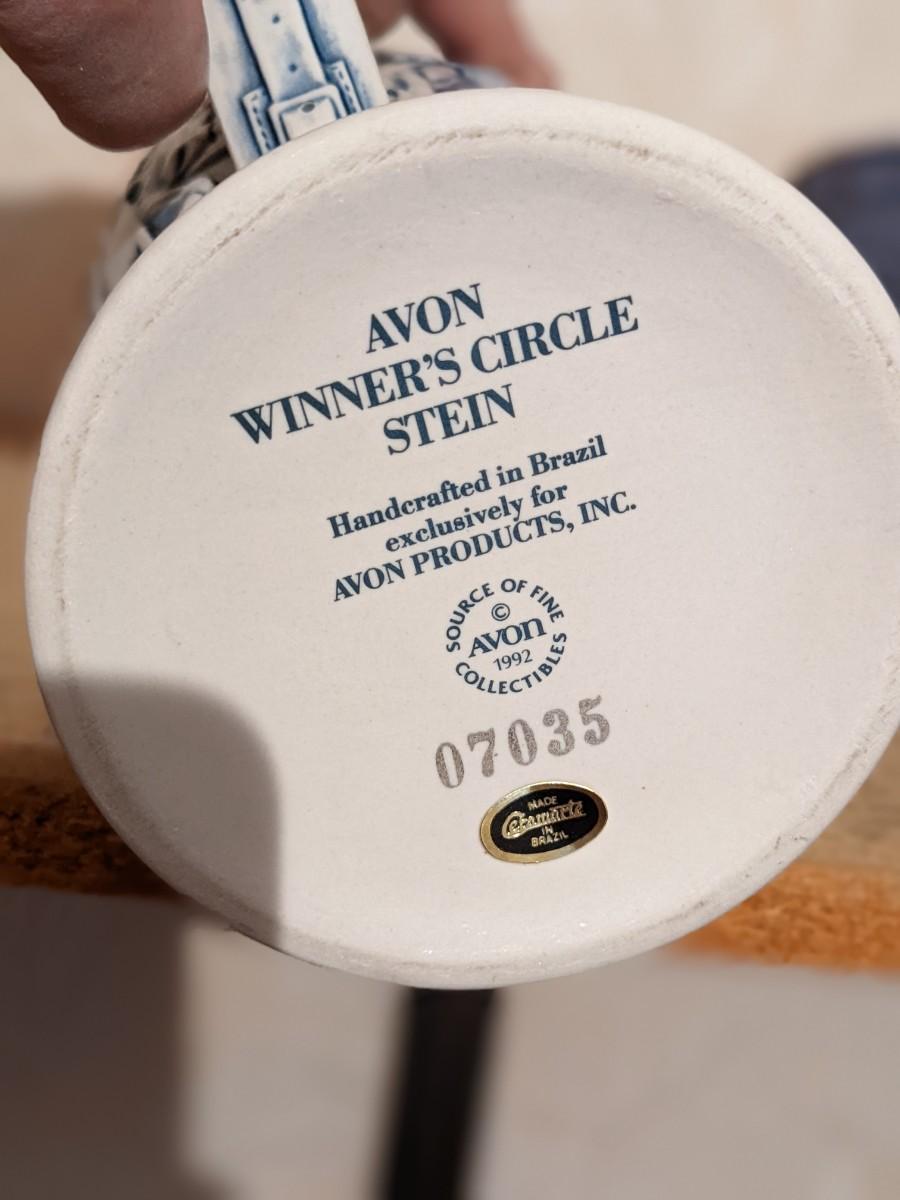 AVON
WINNER'S CIRCLE
STEIN
Handcrafted in Brazil
exclusively for
AVON PRODUCTS, INC.
SOURCE OF FINE
©
AVON
1992
COLLECTIBLES
07035
MADE
Ceramarte
IN
BRAZIL